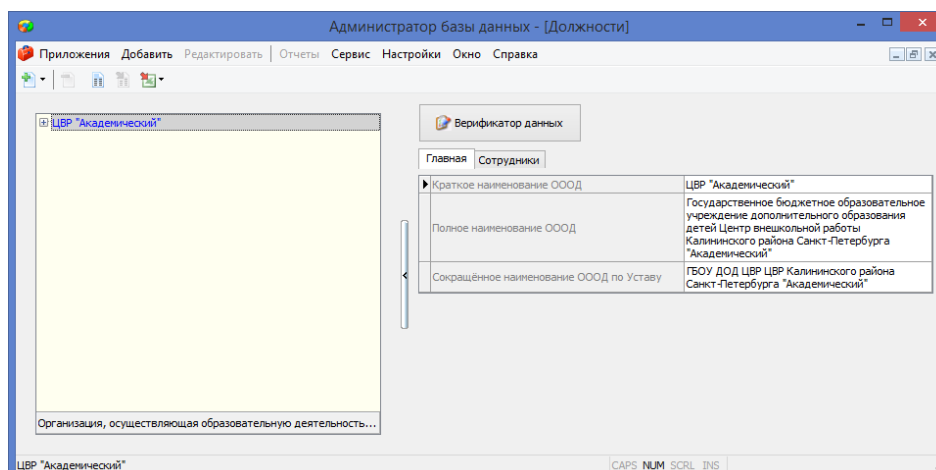 Администратор базы данных - [Должности]
Приложения Добавить Редактировать Отчеты Сервис Настройки Окно Справка
ЦВР "Академический"
Организация, осуществляющая образовательную деятельность...
Верификатор данных
Главная Сотрудники
Краткое наименование ОООД ЦВР "Академический"
Полное наименование ОООД
Государственное бюджетное образовательное
учреждение дополнительного образования
детей Центр внешкольной работы
Калининского района Санкт-Петербурга
"Академический"
Сокращённое наименование ОООД по Уставу
ГБОУ ДОД ЦВР ЦВР Калининского района
Санкт-Петербурга "Академический"
ЦВР "Академический" CAPS NUM SCRL INS